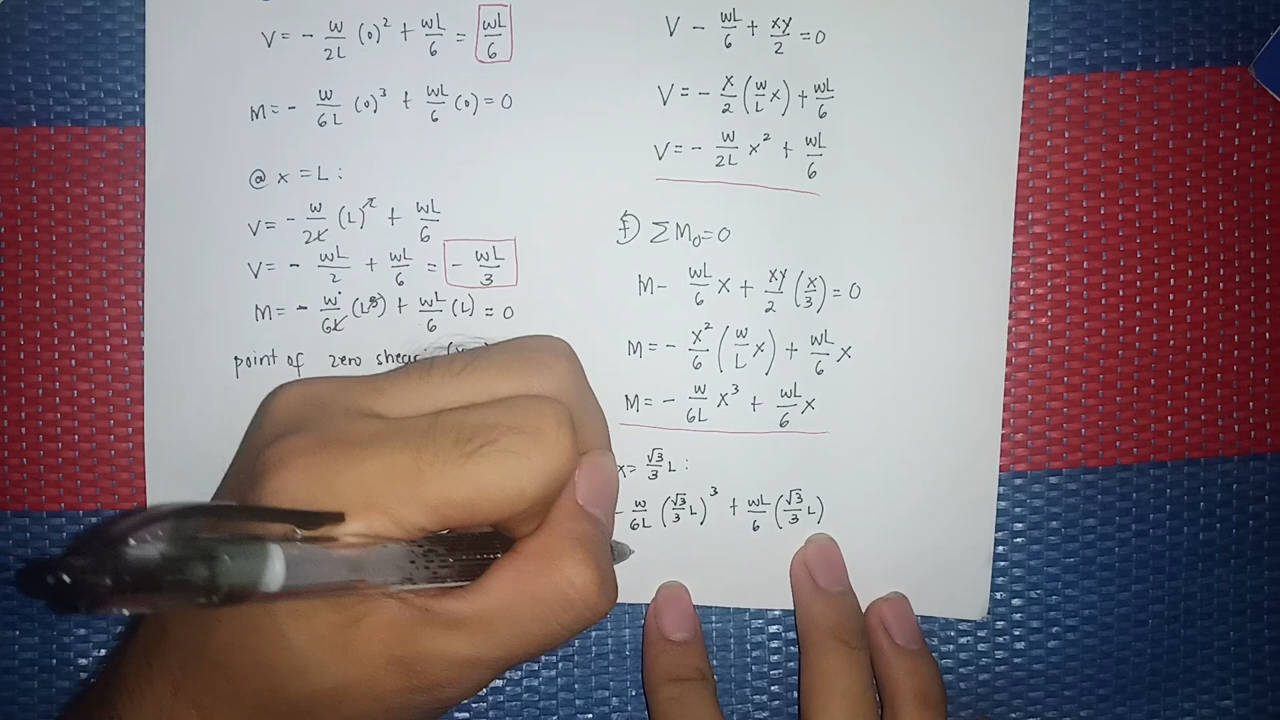 V = - w/2L (0)² + wL/6 = wL/6
M = - w/6L (0)³ + wL/6 (0) = 0
@ x = L :
V = - w/2L (L)² + wL/6
V = - wL/2 + wL/6 = - wL/3
M = - w/6L (L³) + wL/6 (L) = 0
point of zero shear
V - wL/6 + xy/2 = 0
V = - x/2 (w/L x) + wL/6
V = - w/2L x² + wL/6
ΣM₀ = 0
M - wL/6 x + xy/2 (x/3) = 0
M = - x²/6 (w/L x) + wL/6 x
M = - w/6L x³ + wL/6 x
x = √3/3 L :
- w/6L (√3/3 L)³ + wL/6 (√3/3 L)